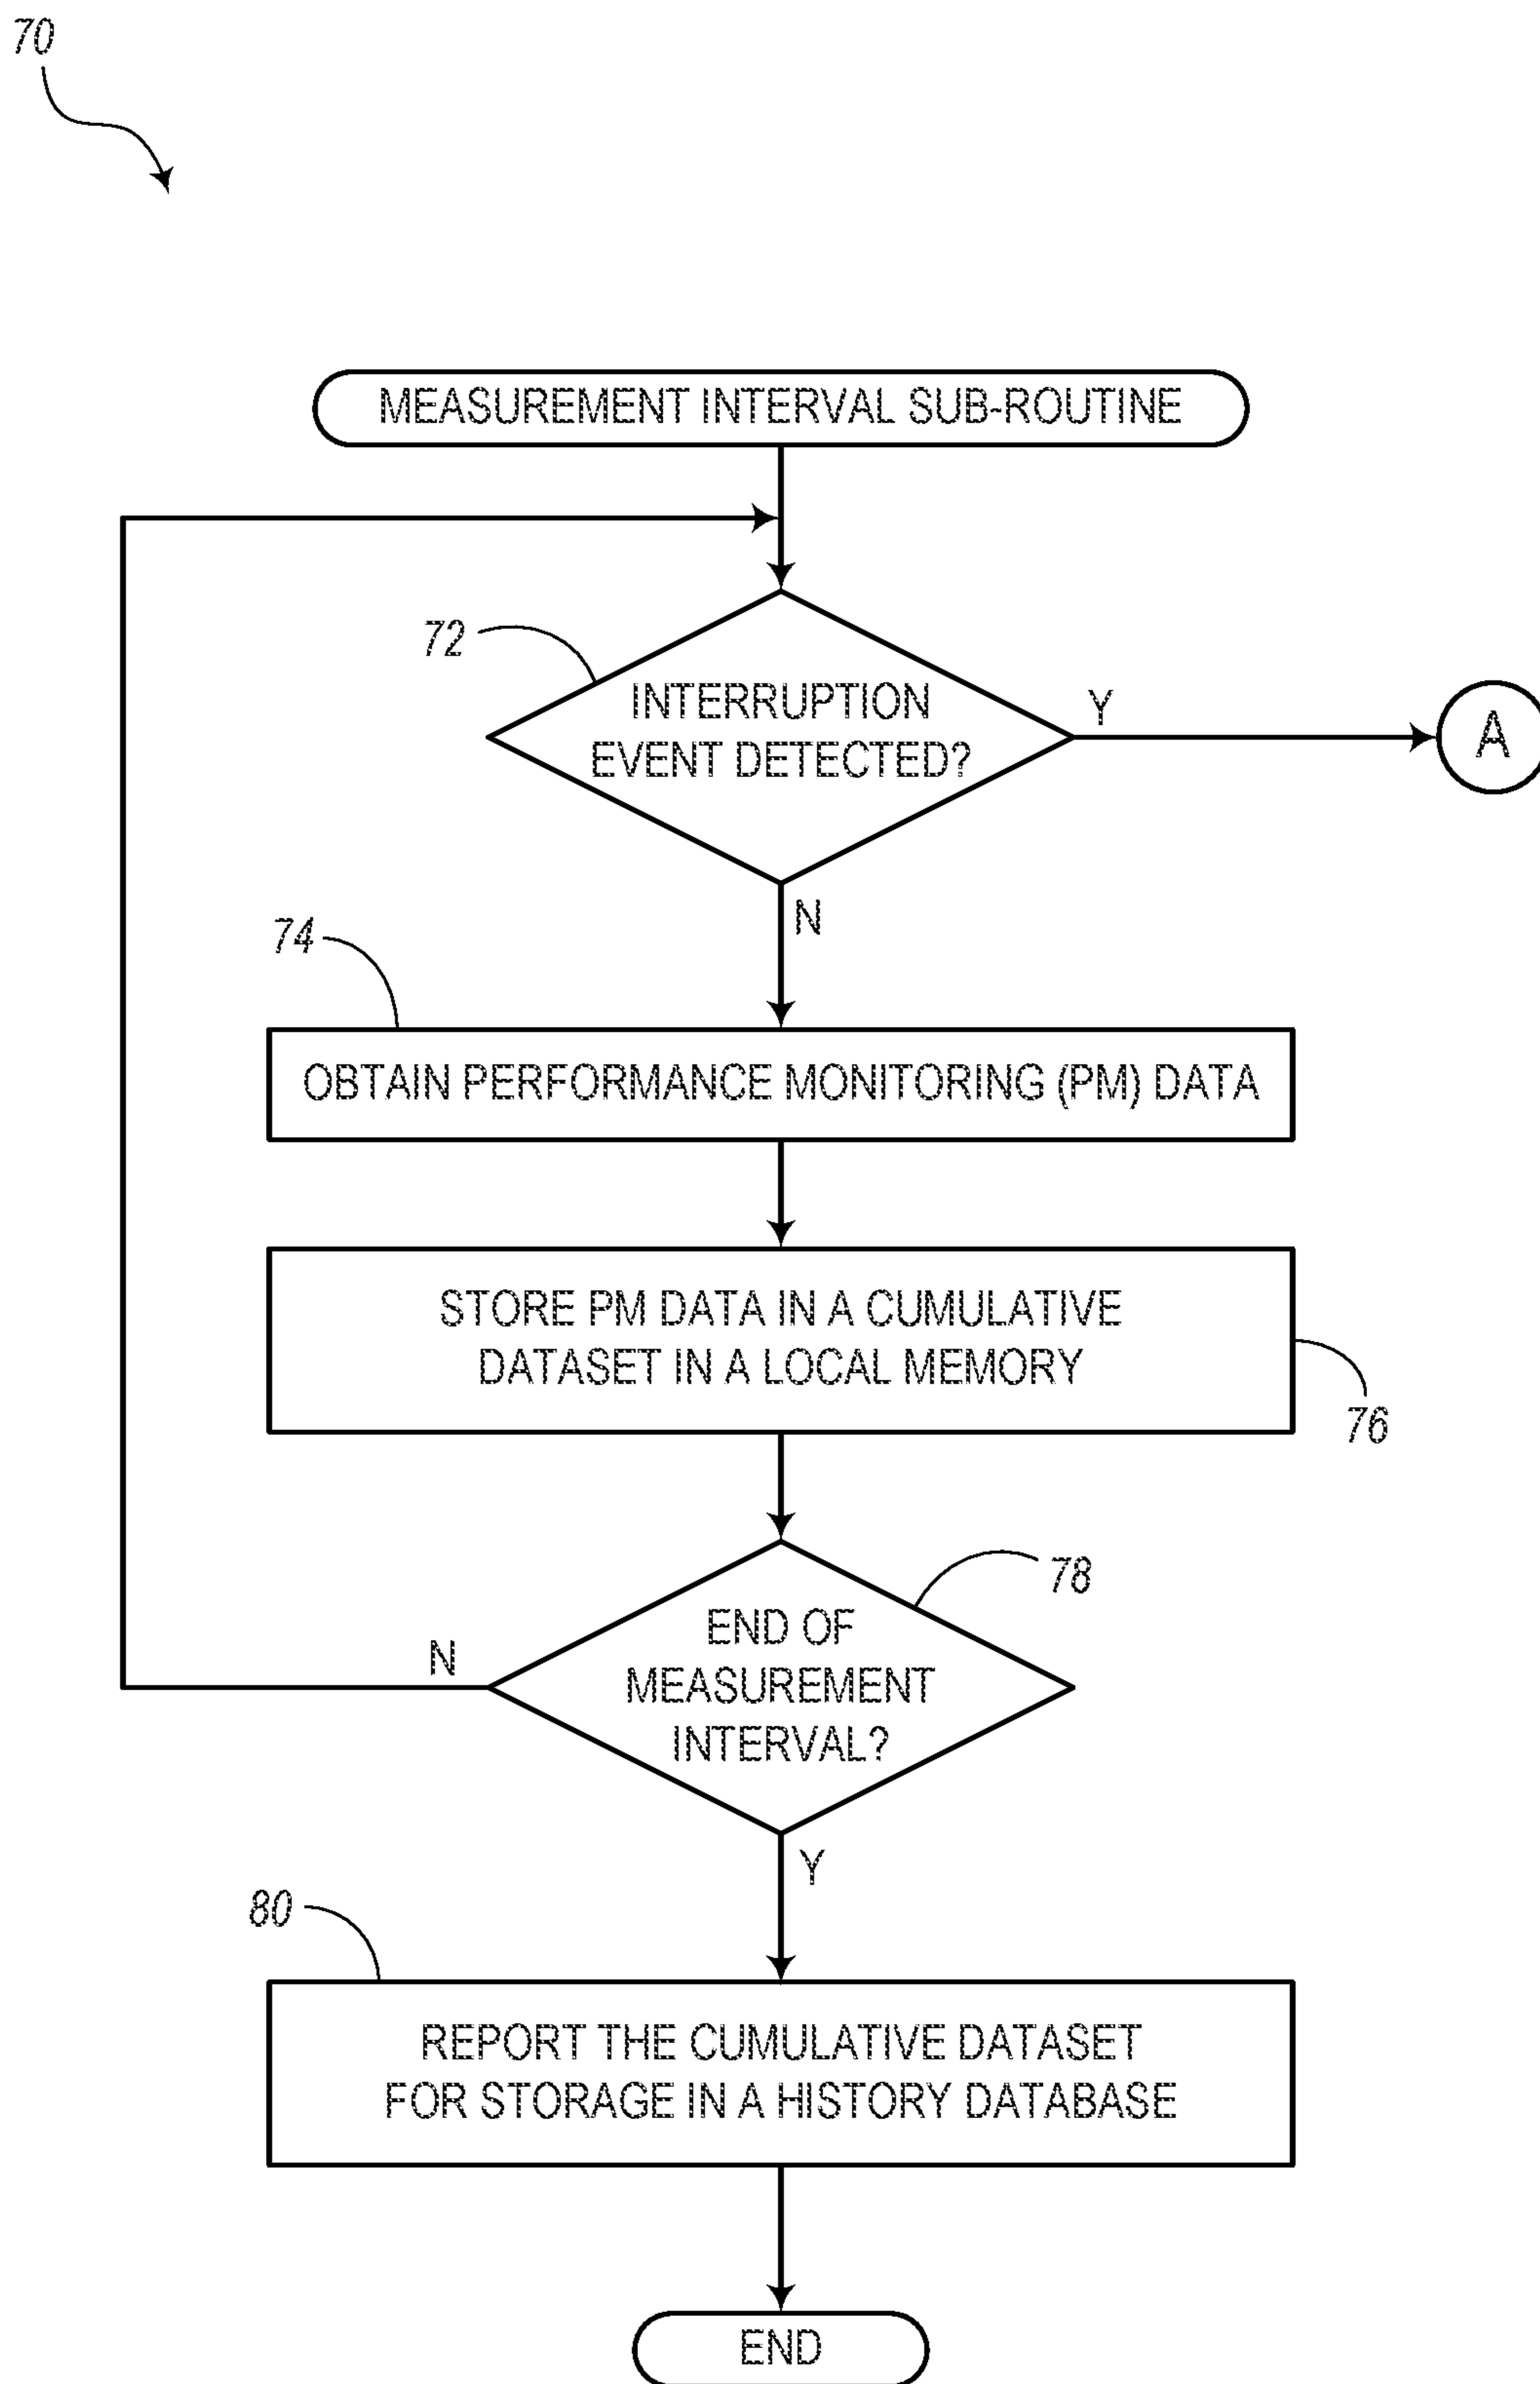 70
MEASUREMENT INTERVAL SUB-ROUTINE
72
INTERRUPTION
EVENT DETECTED?
Y
A
N
74
OBTAIN PERFORMANCE MONITORING (PM) DATA
STORE PM DATA IN A CUMULATIVE
DATASET IN A LOCAL MEMORY
76
78
END OF
MEASUREMENT
INTERVAL?
N
Y
80
REPORT THE CUMULATIVE DATASET
FOR STORAGE IN A HISTORY DATABASE
END